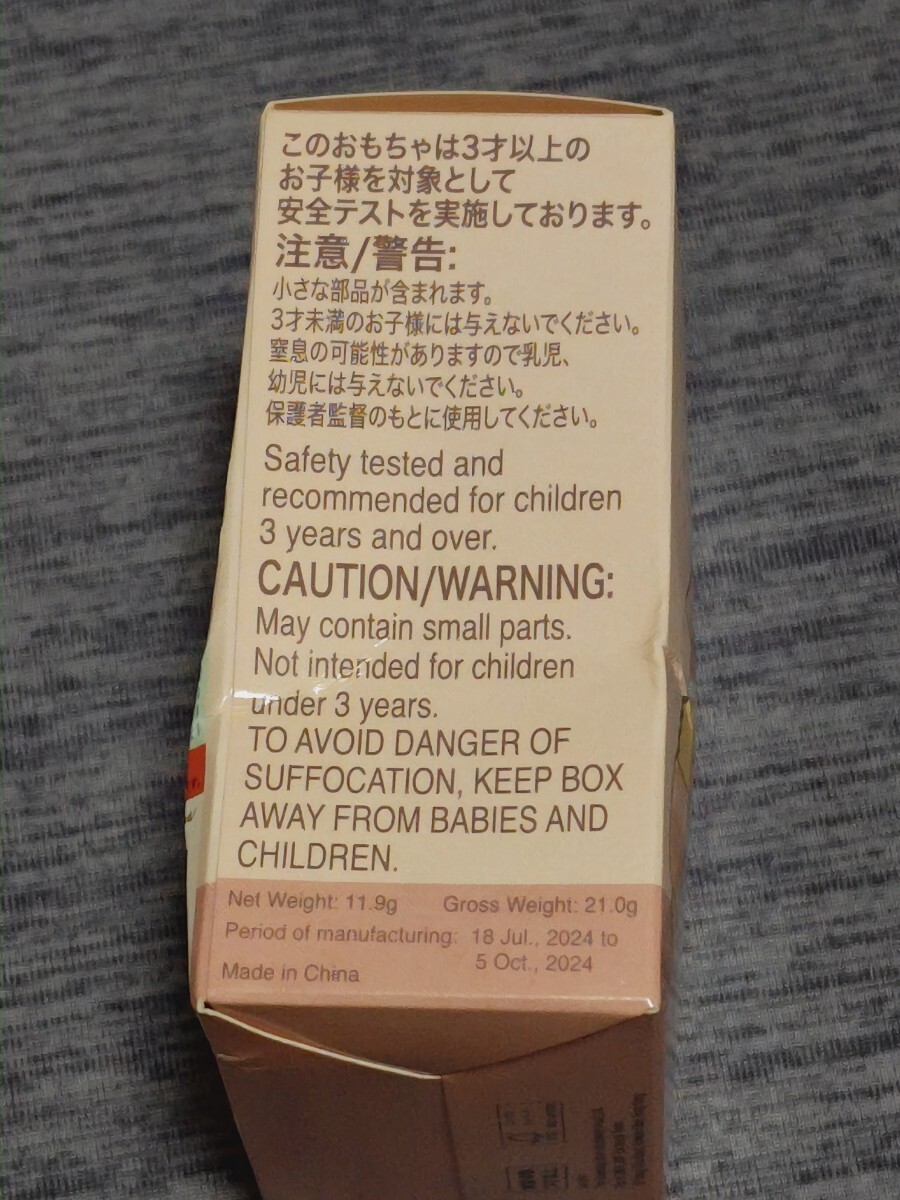 このおもちゃは3才以上の
お子様を対象として
安全テストを実施しております。
注意/警告:
小さな部品が含まれます。
3才未満のお子様には与えないでください。
窒息の可能性がありますので乳児、
幼児には与えないでください。
保護者監督のもとに使用してください。
Safety tested and
recommended for children
3 years and over.
CAUTION/WARNING:
May contain small parts.
Not intended for children
under 3 years.
TO AVOID DANGER OF
SUFFOCATION, KEEP BOX
AWAY FROM BABIES AND
CHILDREN.
Net Weight: 11.9g Gross Weight: 21.0g
Period of manufacturing: 18 Jul., 2024 to
5 Oct., 2024
Made in China